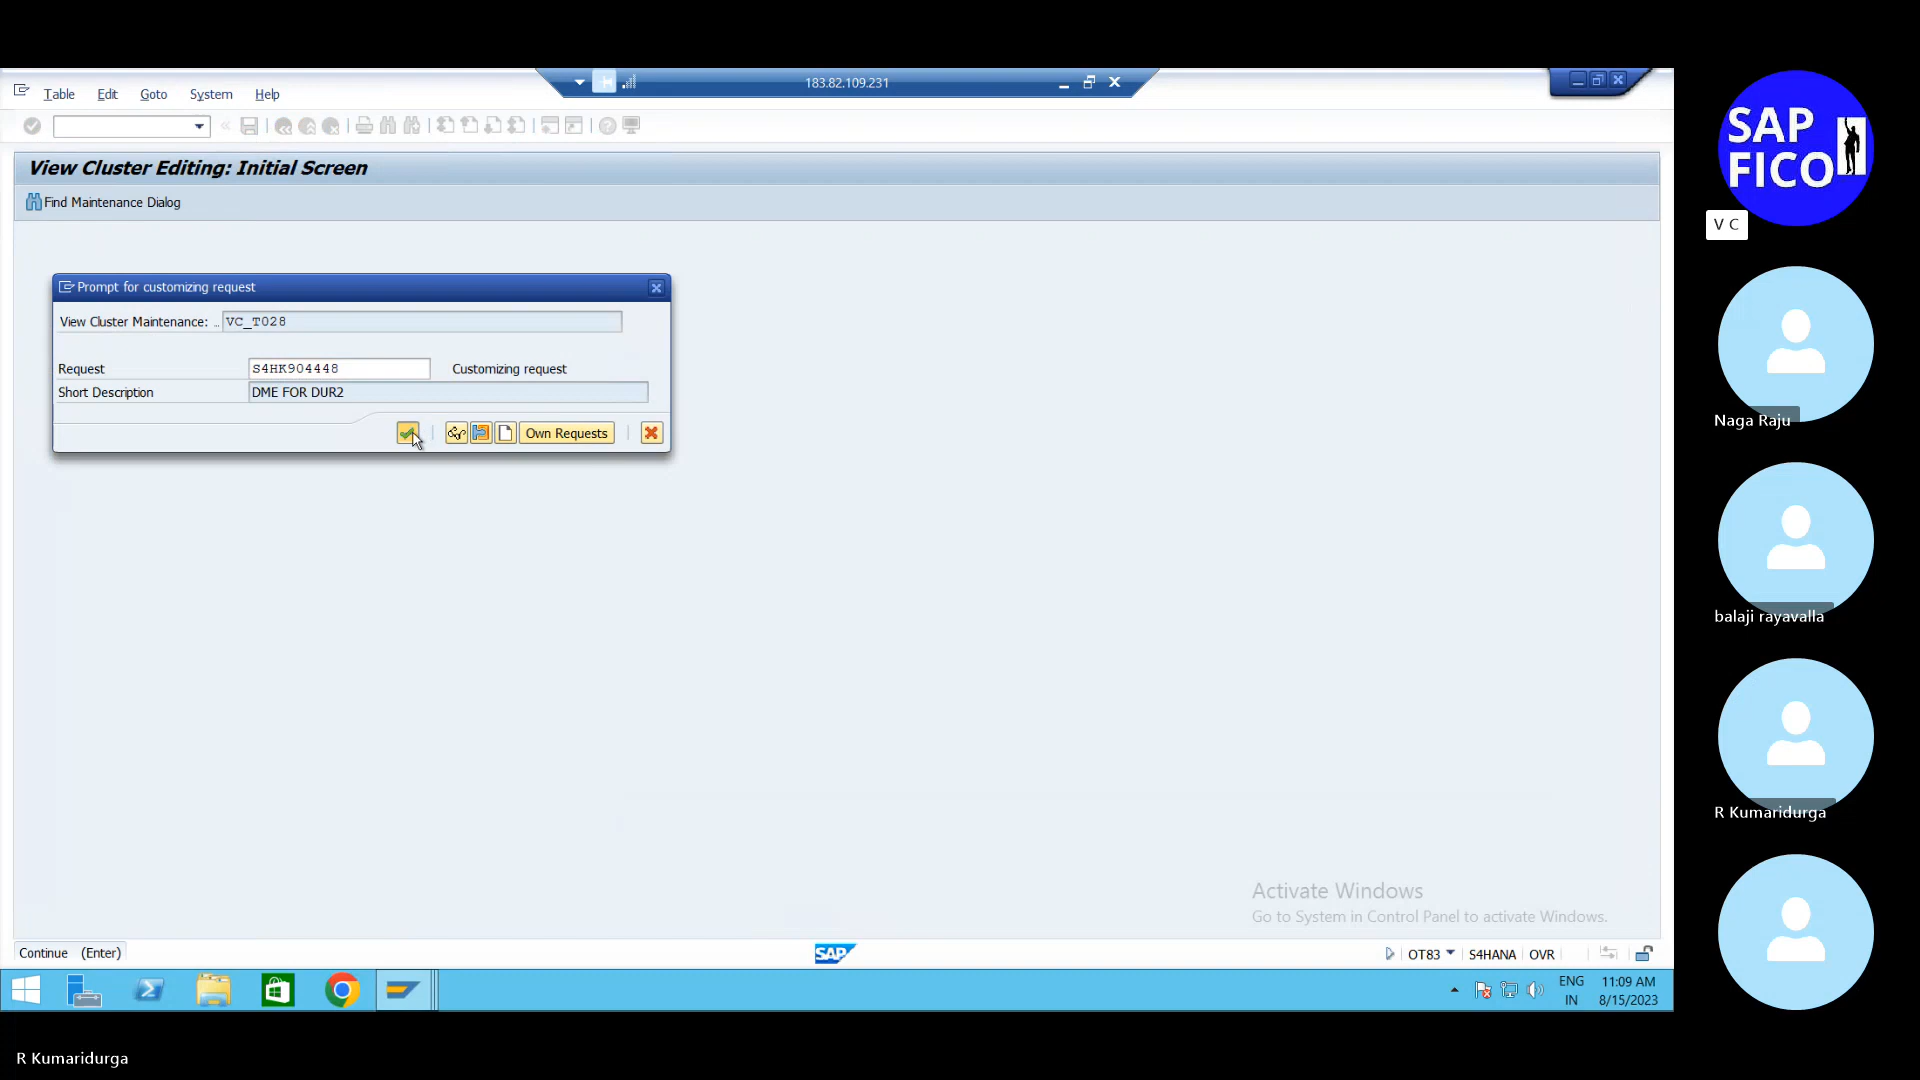 183.82.109.231
Table Edit Goto System Help
View Cluster Editing: Initial Screen
Find Maintenance Dialog
Prompt for customizing request
View Cluster Maintenance: .. VC_T028
Request S4HK904448 Customizing request
Short Description DME FOR DUR2
Own Requests
Activate Windows
Go to System in Control Panel to activate Windows.
Continue (Enter)
SAP
OT83 S4HANA OVR
ENG 11:09 AM
IN 8/15/2023
SAP
FICO
V C
Naga Raju
balaji rayavalla
R Kumaridurga
R Kumaridurga